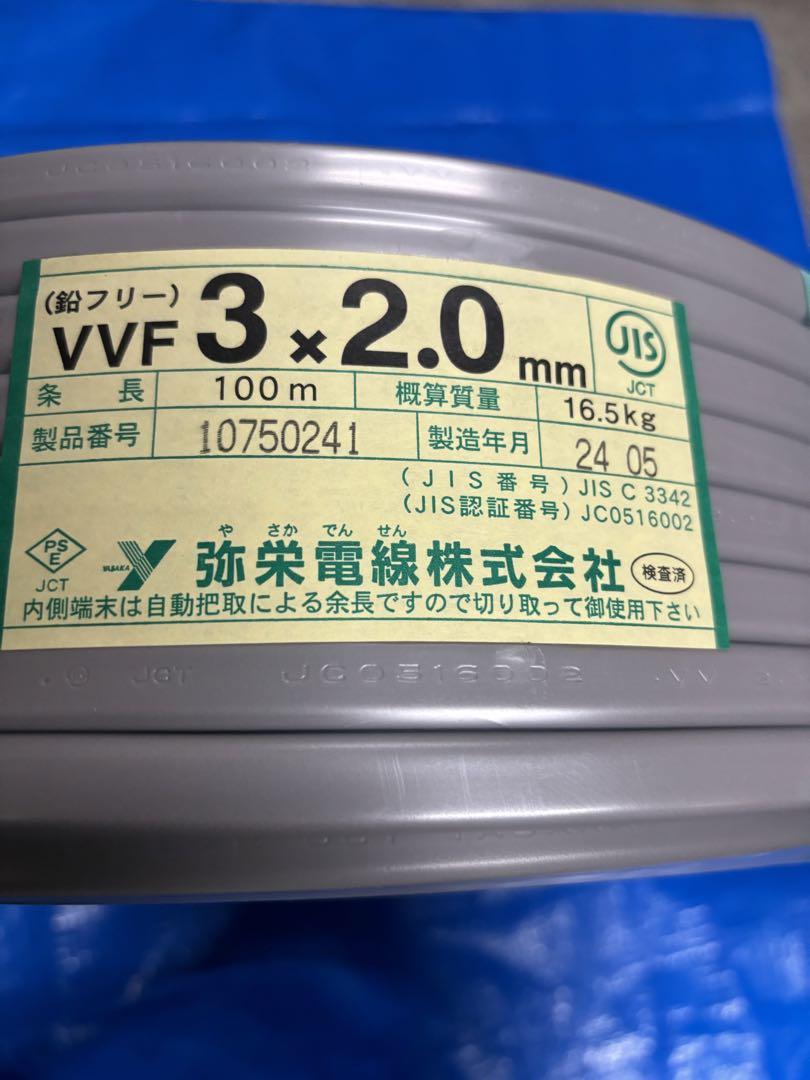 JC0516002
(鉛フリー)
VVF 3×2.0mm
JIS
JCT
条長 100m 概算質量 16.5kg
製品番号 10750241 製造年月 24 05
(JIS番号) JIS C 3342
(JIS認証番号) JC0516002
PS
E
JCT
YASAKA
や さか でん せん
弥栄電線株式会社
検査済
内側端末は自動把取による余長ですので切り取って御使用下さい
JCT JC0516002 VV 2.